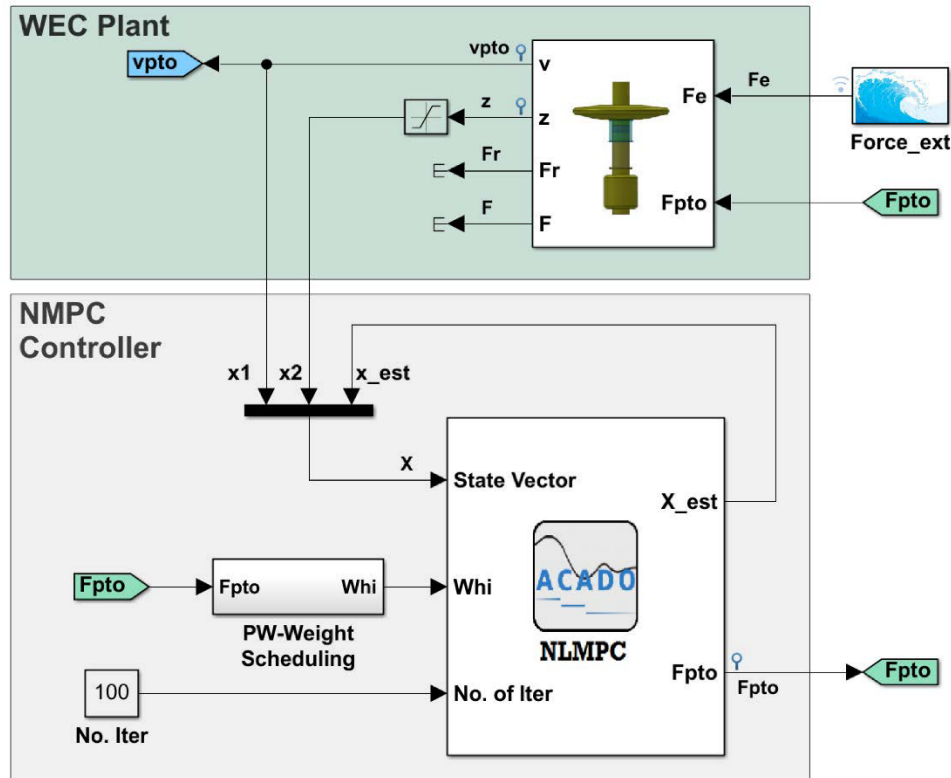 WEC Plant
vpto
vpto
v
z
z
Fr
Fr
F
F
Fe
Fe
Fpto
Force_ext
Fpto
NMPC
Controller
x1
x2
x_est
X
State Vector
X_est
ACADO
NLMPC
Fpto
Fpto
Whi
Whi
PW-Weight
Scheduling
Fpto
Fpto
Fpto
100
No. of Iter
No. Iter